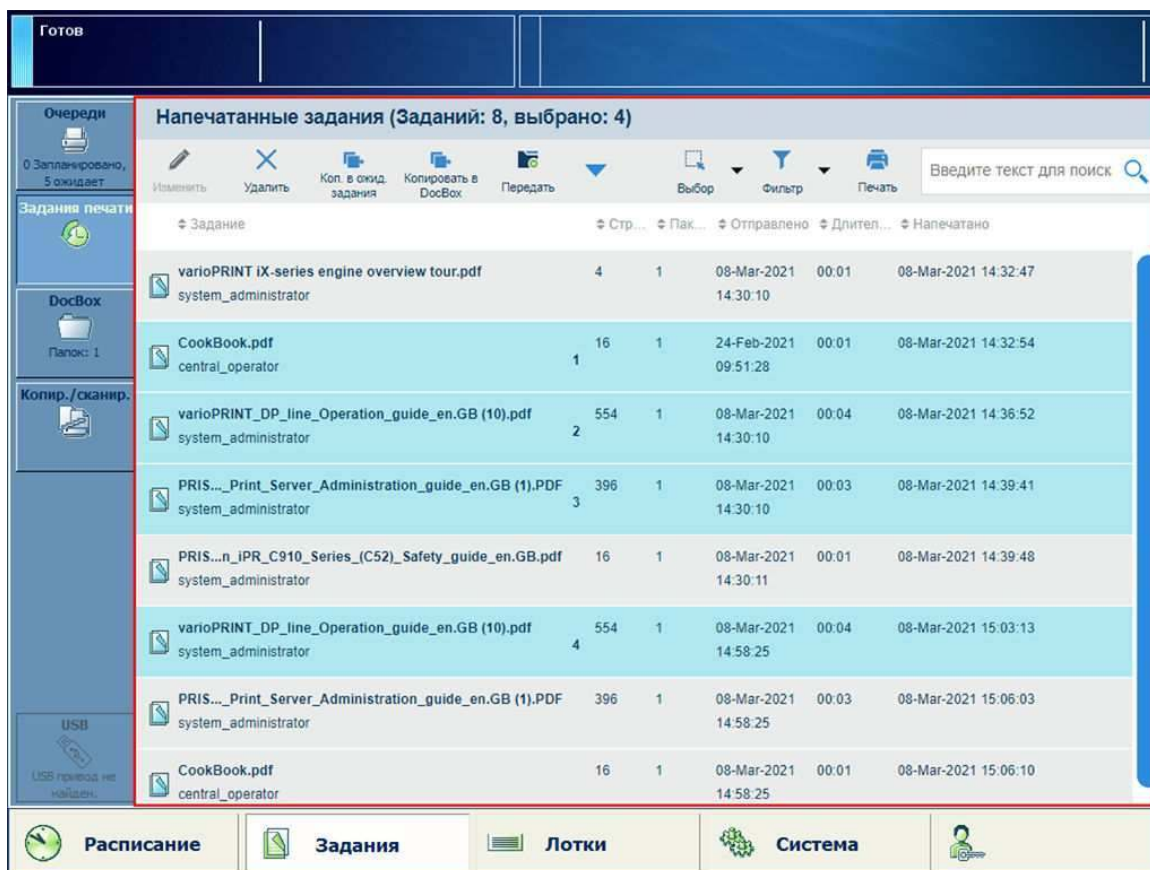 Готов
Очереди
0 Запланировано,
5 ожидает
Задания печати
DocBox
Папок: 1
Копир./сканир.
USB
USB привод не
найден.
Напечатанные задания (Заданий: 8, выбрано: 4)
Изменить Удалить Коп. в ожид. задания Копировать в DocBox Передать Выбор Фильтр Печать Введите текст для поиск
Задание Стр... Пак... Отправлено Длител... Напечатано
varioPRINT iX-series engine overview tour.pdf 4 1 08-Mar-2021 00:01 08-Mar-2021 14:32:47
system_administrator 14:30:10
CookBook.pdf 1 16 1 24-Feb-2021 00:01 08-Mar-2021 14:32:54
central_operator 09:51:28
varioPRINT_DP_line_Operation_guide_en.GB (10).pdf 2 554 1 08-Mar-2021 00:04 08-Mar-2021 14:36:52
system_administrator 14:30:10
PRIS..._Print_Server_Administration_guide_en.GB (1).PDF 3 396 1 08-Mar-2021 00:03 08-Mar-2021 14:39:41
system_administrator 14:30:10
PRIS...n_iPR_C910_Series_(C52)_Safety_guide_en.GB.pdf 16 1 08-Mar-2021 00:01 08-Mar-2021 14:39:48
system_administrator 14:30:11
varioPRINT_DP_line_Operation_guide_en.GB (10).pdf 4 554 1 08-Mar-2021 00:04 08-Mar-2021 15:03:13
system_administrator 14:58:25
PRIS..._Print_Server_Administration_guide_en.GB (1).PDF 396 1 08-Mar-2021 00:03 08-Mar-2021 15:06:03
system_administrator 14:58:25
CookBook.pdf 16 1 08-Mar-2021 00:01 08-Mar-2021 15:06:10
central_operator 14:58:25
Расписание Задания Лотки Система